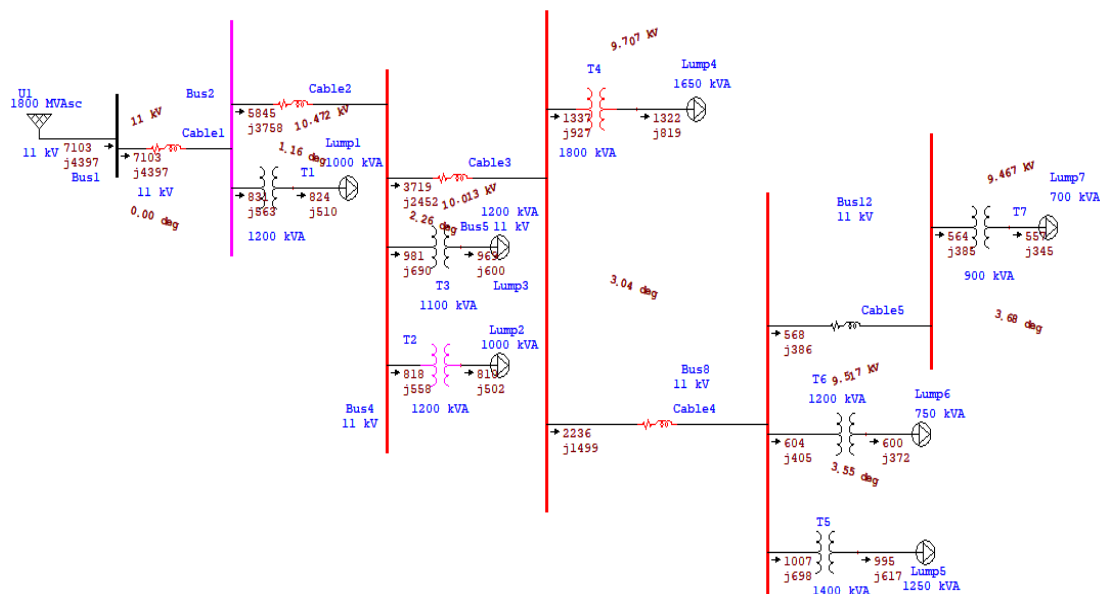 U1
1800 MVAsc
11 kV
7103
j4397
Bus1
11 kV
7103
j4397
11 kV
0.00 deg
Cable1
Bus2
5845
j3758
Cable2
10.472 kV
1.16 deg
T1
Lump1
1000 kVA
831
j563
824
j510
1200 kVA
3719
j2452
Cable3
10.013 kV
2.26 deg
1200 kVA
Bus5
11 kV
981
j690
963
j600
T3
1100 kVA
Lump3
T2
Lump2
1000 kVA
818
j558
810
j502
1200 kVA
Bus4
11 kV
9.707 kV
T4
Lump4
1650 kVA
1337
j927
1322
j819
1800 kVA
3.04 deg
2236
j1499
Bus8
11 kV
Cable4
Bus12
11 kV
568
j386
Cable5
9.467 kV
Lump7
700 kVA
T7
564
j385
557
j345
900 kVA
3.68 deg
T6
9.517 kV
1200 kVA
Lump6
750 kVA
604
j405
600
j372
3.55 deg
T5
1007
j698
995
j617
Lump5
1250 kVA
1400 kVA